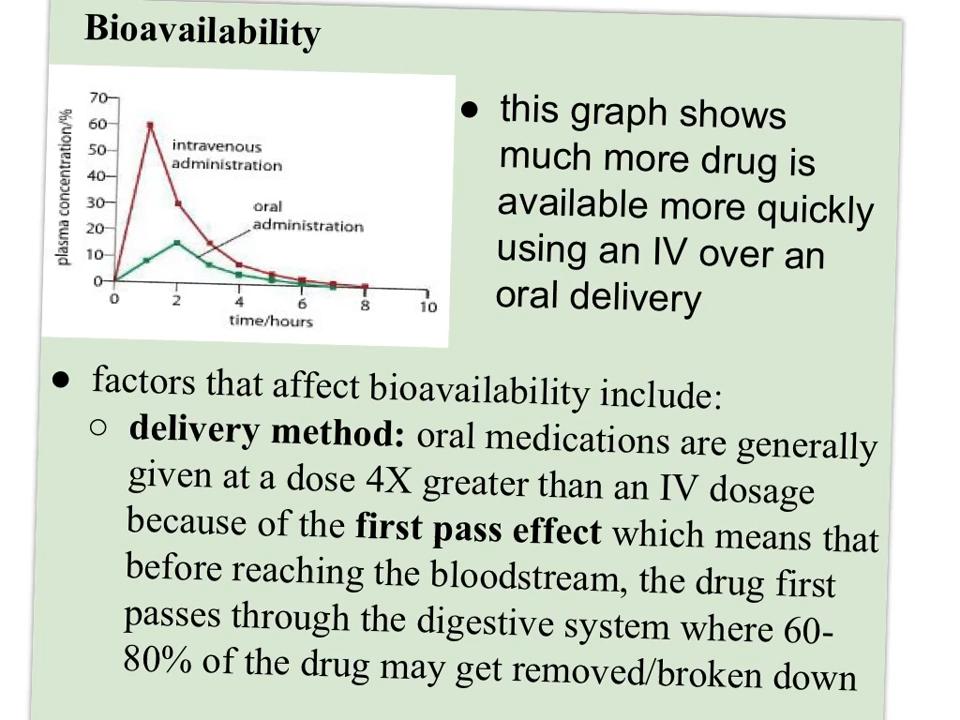 Bioavailability
70
60
50
40
30
20
10
0
plasma concentration/%
intravenous
administration
oral
administration
0 2 4 6 8 10
time/hours
● this graph shows
much more drug is
available more quickly
using an IV over an
oral delivery
● factors that affect bioavailability include:
○ delivery method: oral medications are generally
given at a dose 4X greater than an IV dosage
because of the first pass effect which means that
before reaching the bloodstream, the drug first
passes through the digestive system where 60-
80% of the drug may get removed/broken down